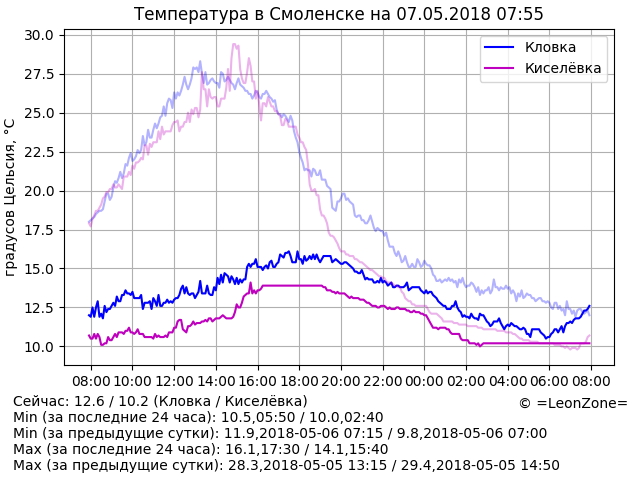 Температура в Смоленске на 07.05.2018 07:55
Кловка
Киселёвка
градусов Цельсия, °C
30.0
27.5
25.0
22.5
20.0
17.5
15.0
12.5
10.0
08:00 10:00 12:00 14:00 16:00 18:00 20:00 22:00 00:00 02:00 04:00 06:00 08:00
Сейчас: 12.6 / 10.2 (Кловка / Киселёвка)
© =LeonZone=
Min (за последние 24 часа): 10.5,05:50 / 10.0,02:40
Min (за предыдущие сутки): 11.9,2018-05-06 07:15 / 9.8,2018-05-06 07:00
Max (за последние 24 часа): 16.1,17:30 / 14.1,15:40
Max (за предыдущие сутки): 28.3,2018-05-05 13:15 / 29.4,2018-05-05 14:50